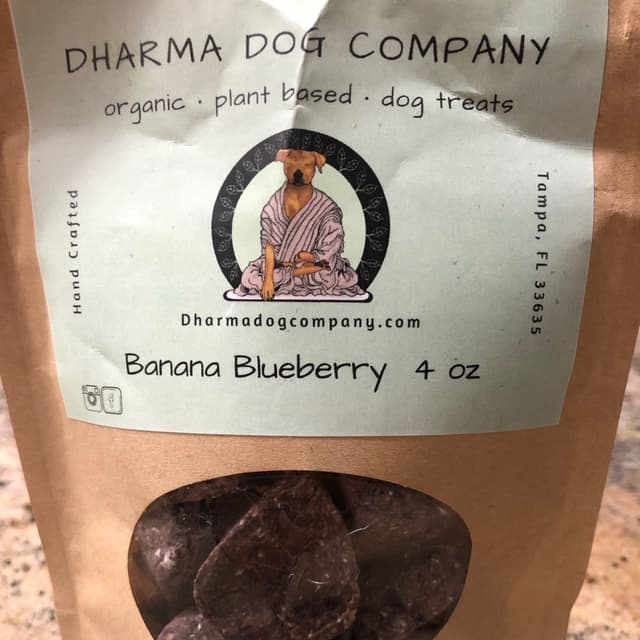 DHARMA DOG COMPANY
organic · plant based · dog treats
Hand Crafted
Tampa, FL 33635
Dharmadogcompany.com
Banana Blueberry 4 oz